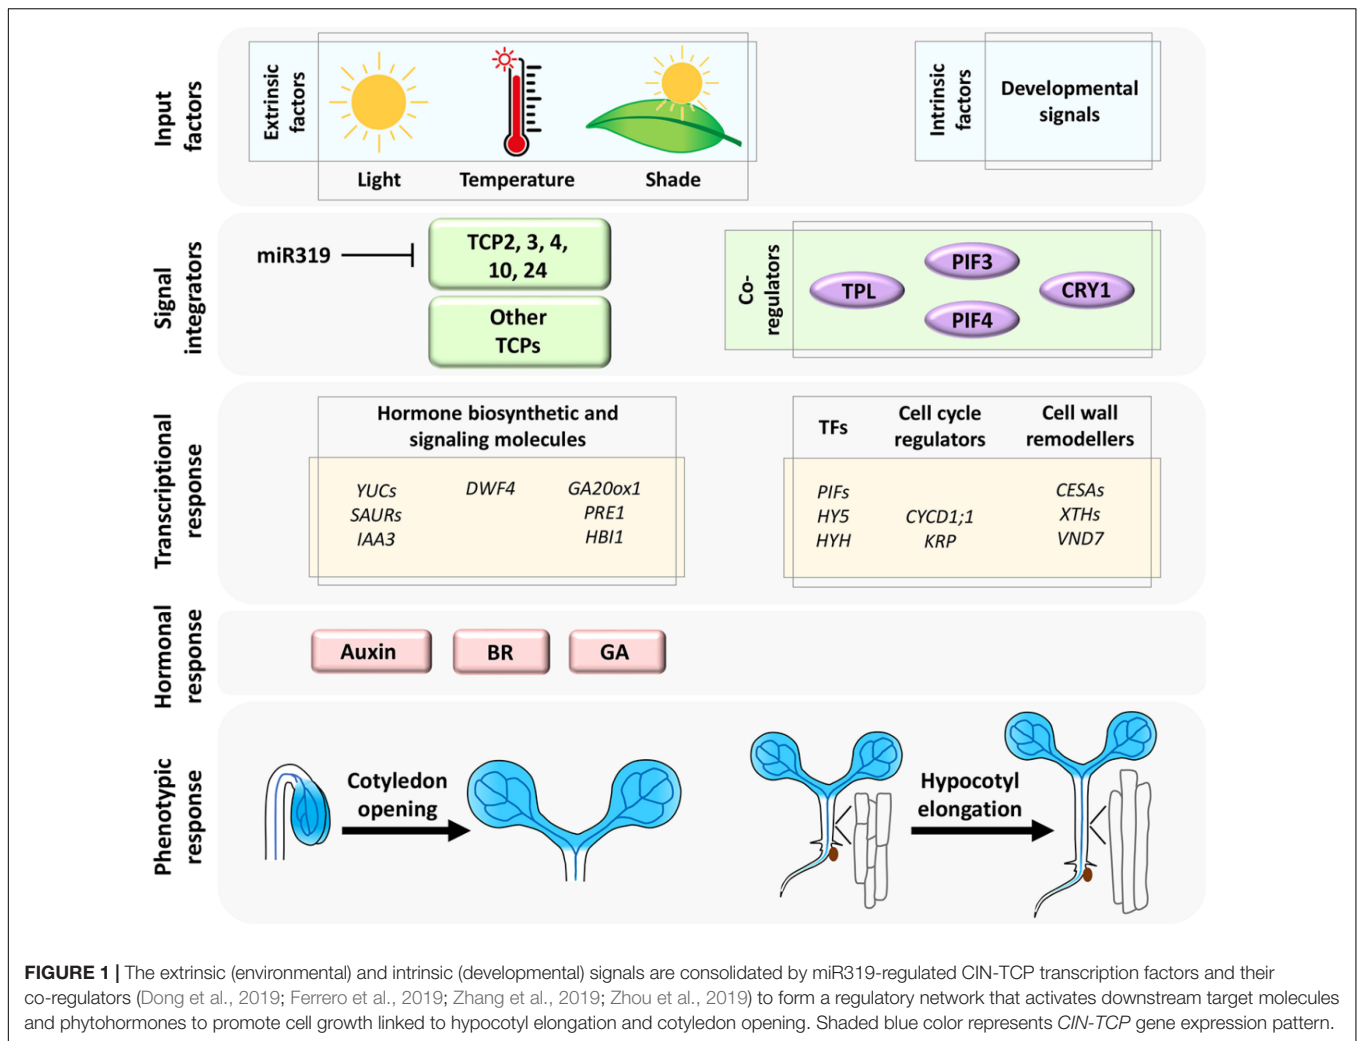 Input
factors
Extrinsic
factors
Light
Temperature
Shade
Intrinsic
factors
Developmental
signals
Signal
integrators
miR319
TCP2, 3, 4,
10, 24
Other
TCPs
Co-
regulators
TPL
PIF3
PIF4
CRY1
Transcriptional
response
Hormone biosynthetic and
signaling molecules
YUCs
SAURs
IAA3
DWF4
GA20ox1
PRE1
HBI1
TFs
PIFs
HY5
HYH
Cell cycle
regulators
CYCD1;1
KRP
Cell wall
remodellers
CESAs
XTHs
VND7
Hormonal
response
Auxin
BR
GA
Phenotypic
response
Cotyledon
opening
Hypocotyl
elongation
FIGURE 1 | The extrinsic (environmental) and intrinsic (developmental) signals are consolidated by miR319-regulated CIN-TCP transcription factors and their
co-regulators (Dong et al., 2019; Ferrero et al., 2019; Zhang et al., 2019; Zhou et al., 2019) to form a regulatory network that activates downstream target molecules
and phytohormones to promote cell growth linked to hypocotyl elongation and cotyledon opening. Shaded blue color represents CIN-TCP gene expression pattern.